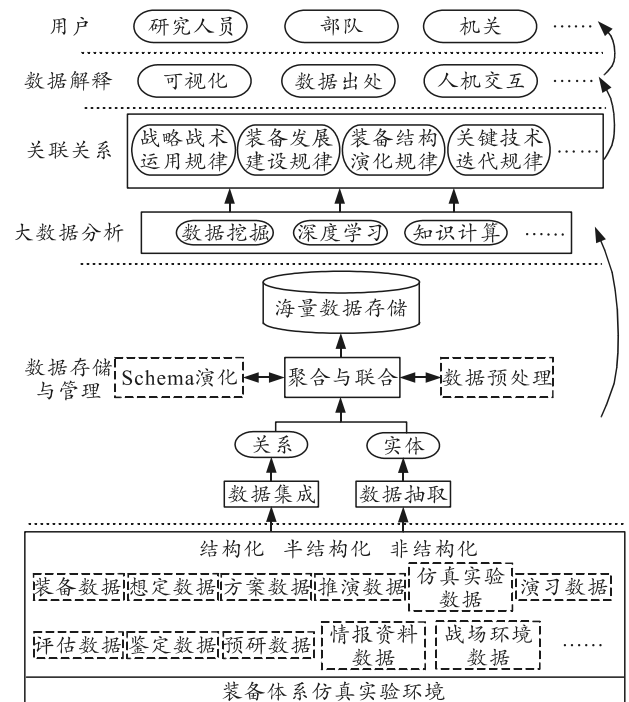 用户 研究人员 部队 机关 ……
数据解释 可视化 数据出处 人机交互 ……
关联关系
战略战术 装备发展 装备结构 关键技术
运用规律 建设规律 演化规律 迭代规律 ……
大数据分析 数据挖掘 深度学习 知识计算 ……
海量数据存储
数据存储
与管理
Schema演化 聚合与联合 数据预处理
关系 实体
数据集成 数据抽取
结构化 半结构化 非结构化
装备数据 想定数据 方案数据 推演数据 仿真实验 演习数据
数据
评估数据 鉴定数据 预研数据 情报资料 战场环境 ……
数据 数据
装备体系仿真实验环境